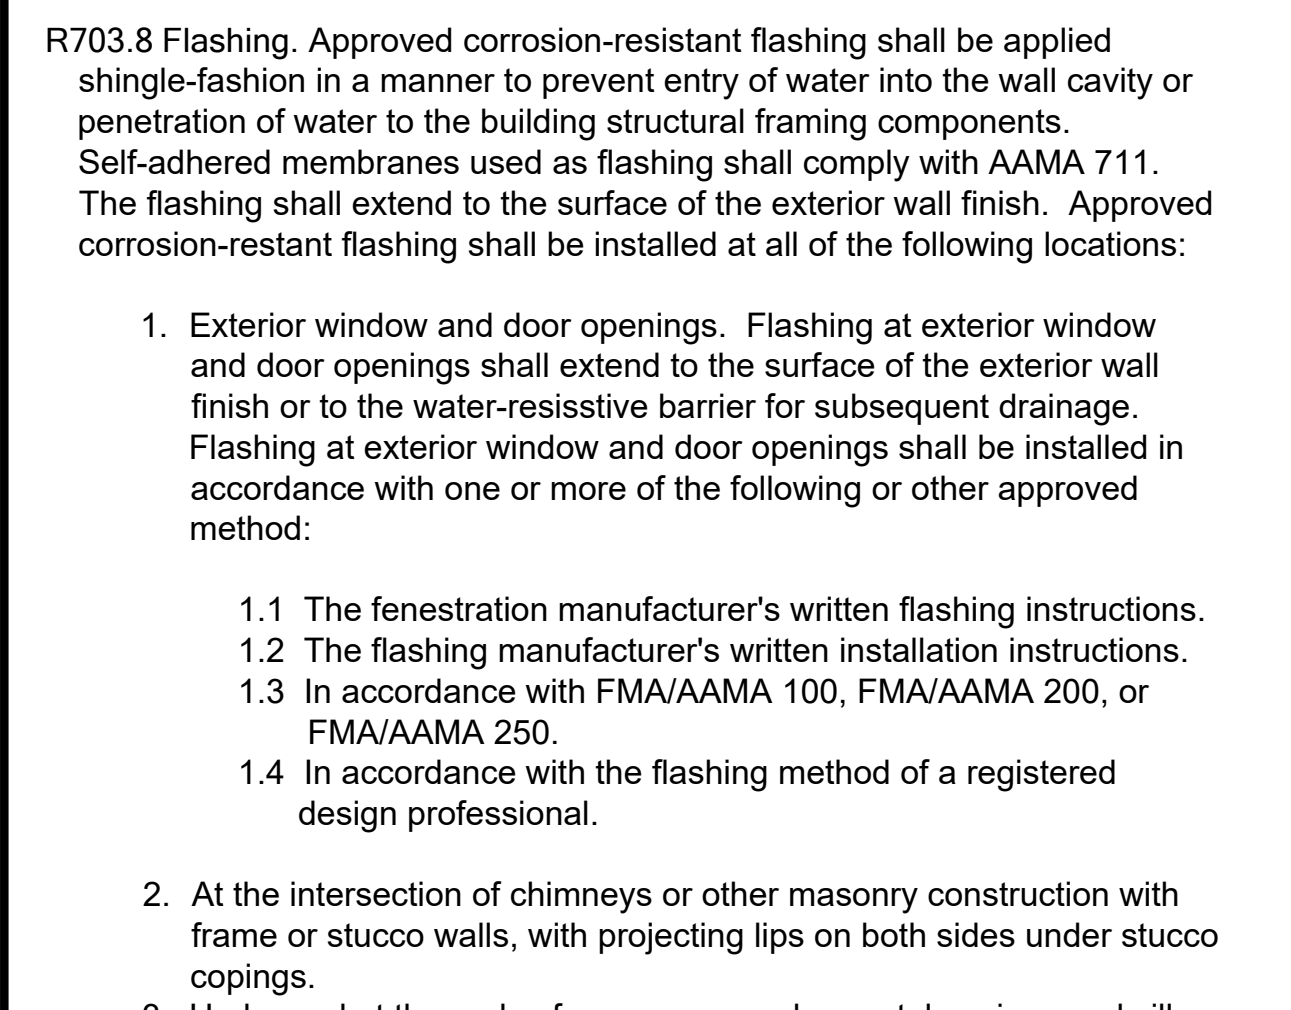 R703.8 Flashing. Approved corrosion-resistant flashing shall be applied
shingle-fashion in a manner to prevent entry of water into the wall cavity or
penetration of water to the building structural framing components.
Self-adhered membranes used as flashing shall comply with AAMA 711.
The flashing shall extend to the surface of the exterior wall finish.  Approved
corrosion-restant flashing shall be installed at all of the following locations:
1.  Exterior window and door openings.  Flashing at exterior window
and door openings shall extend to the surface of the exterior wall
finish or to the water-resisstive barrier for subsequent drainage.
Flashing at exterior window and door openings shall be installed in
accordance with one or more of the following or other approved
method:
1.1  The fenestration manufacturer's written flashing instructions.
1.2  The flashing manufacturer's written installation instructions.
1.3  In accordance with FMA/AAMA 100, FMA/AAMA 200, or
FMA/AAMA 250.
1.4  In accordance with the flashing method of a registered
design professional.
2.  At the intersection of chimneys or other masonry construction with
frame or stucco walls, with projecting lips on both sides under stucco
copings.